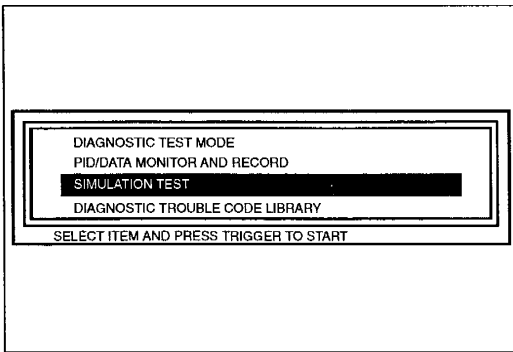 DIAGNOSTIC TEST MODE
PID/DATA MONITOR AND RECORD
SIMULATION TEST
DIAGNOSTIC TROUBLE CODE LIBRARY
SELECT ITEM AND PRESS TRIGGER TO START